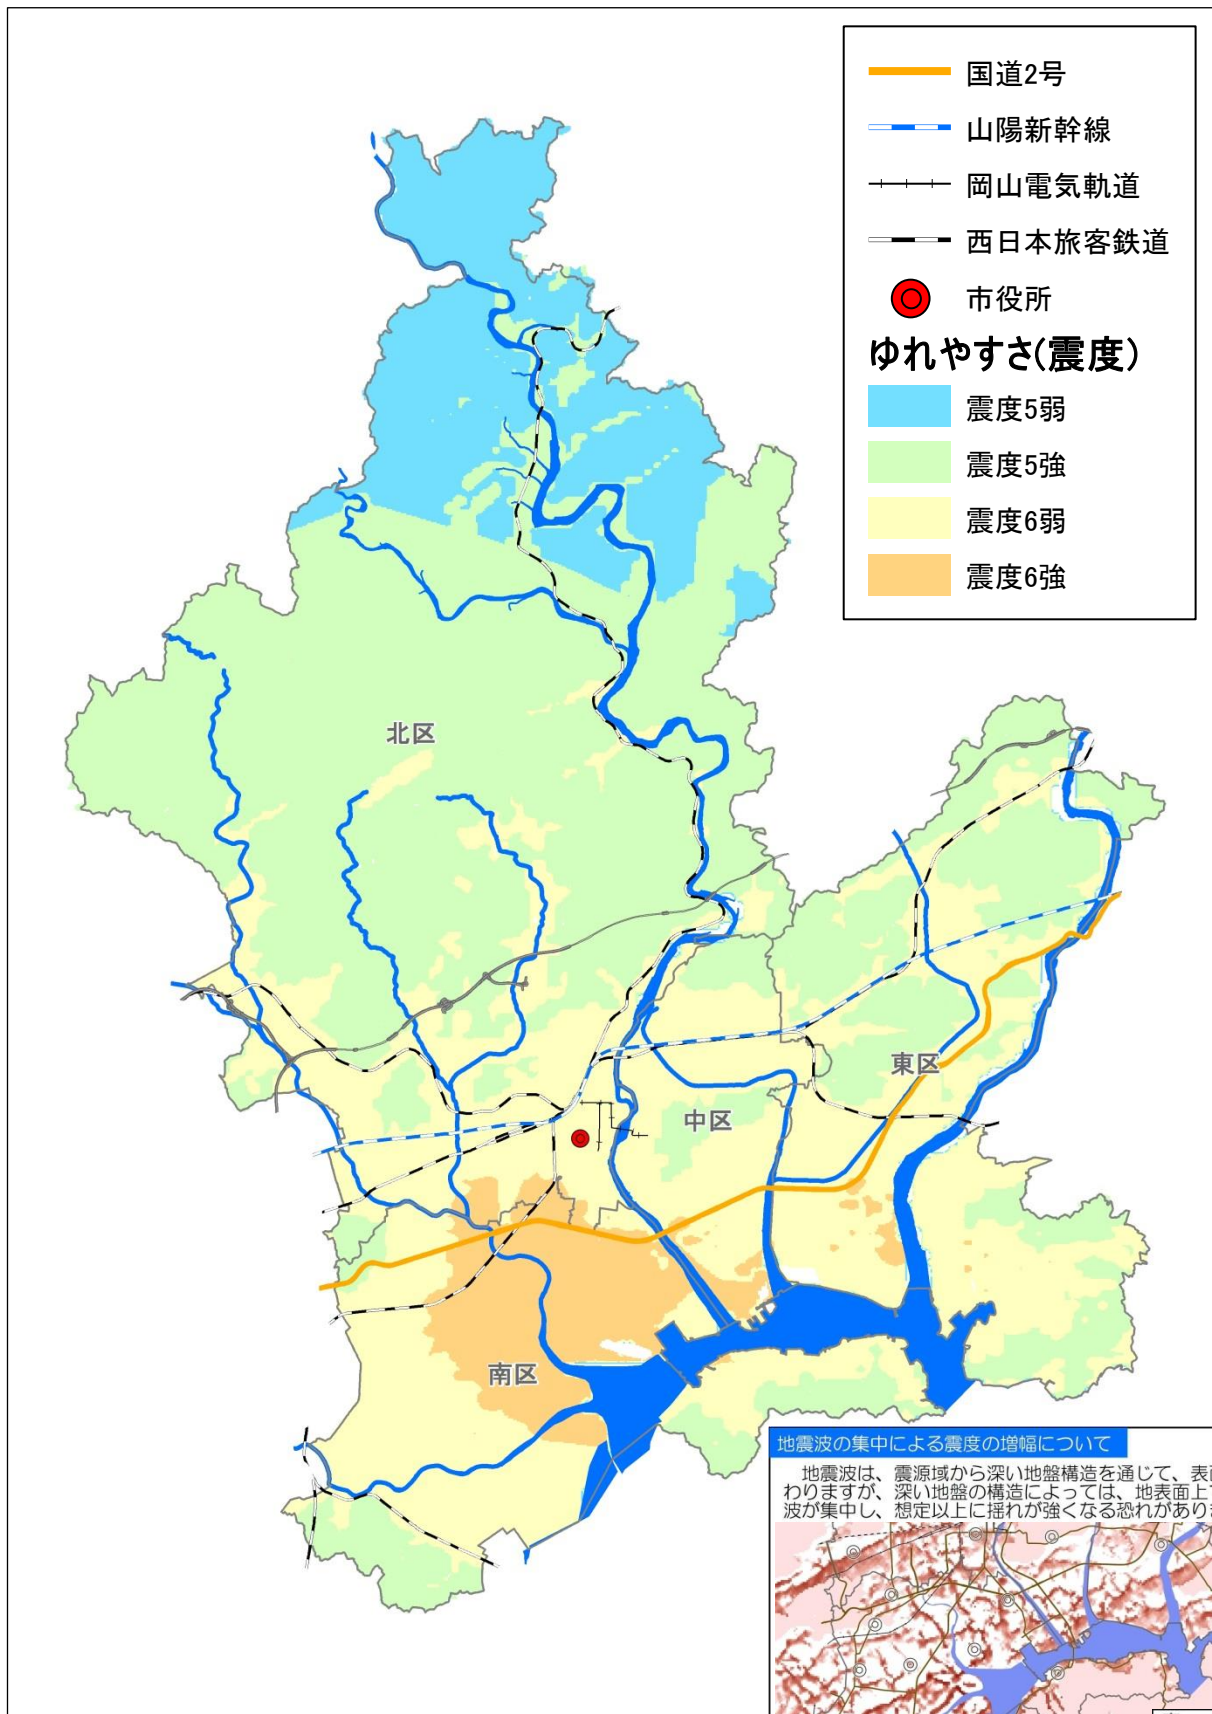 国道2号
山陽新幹線
岡山電気軌道
西日本旅客鉄道
市役所
ゆれやすさ(震度)
震度5弱
震度5強
震度6弱
震度6強
北区
東区
中区
南区
地震波の集中による震度の増幅について
地震波は、震源域から深い地盤構造を通じて、表
わりますが、深い地盤の構造によっては、地表面上
波が集中し、想定以上に揺れが強くなる恐れがあり